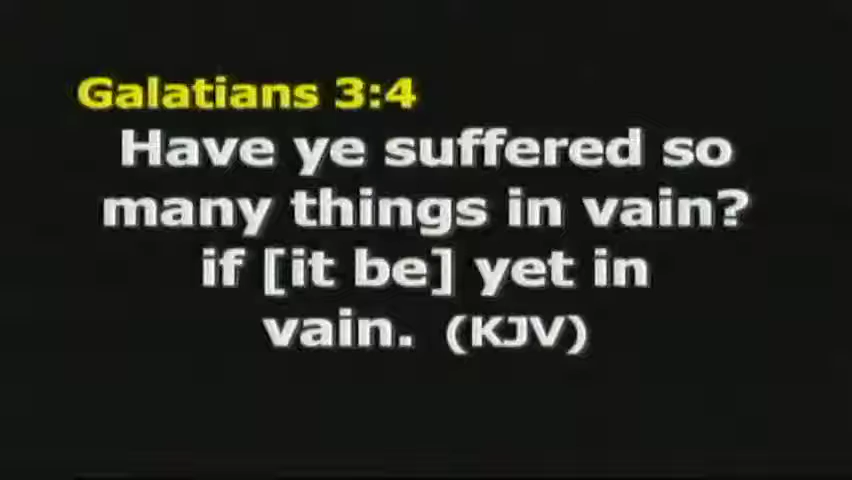 Galatians 3:4
Have ye suffered so
many things in vain?
if [it be] yet in
vain. (KJV)